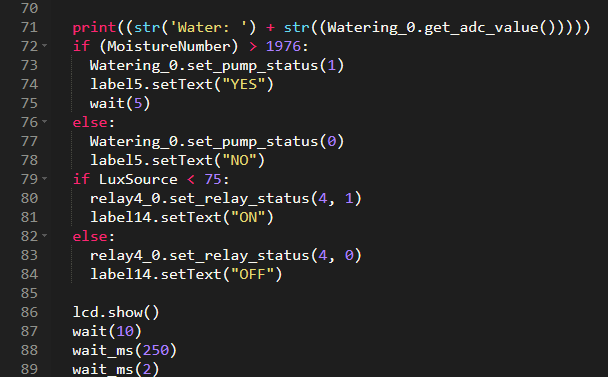 70
71 print((str('Water: ') + str((Watering_0.get_adc_value()))))
72 if (MoistureNumber) > 1976:
73 Watering_0.set_pump_status(1)
74 label5.setText("YES")
75 wait(5)
76 else:
77 Watering_0.set_pump_status(0)
78 label5.setText("NO")
79 if LuxSource < 75:
80 relay4_0.set_relay_status(4, 1)
81 label14.setText("ON")
82 else:
83 relay4_0.set_relay_status(4, 0)
84 label14.setText("OFF")
85
86 lcd.show()
87 wait(10)
88 wait_ms(250)
89 wait_ms(2)